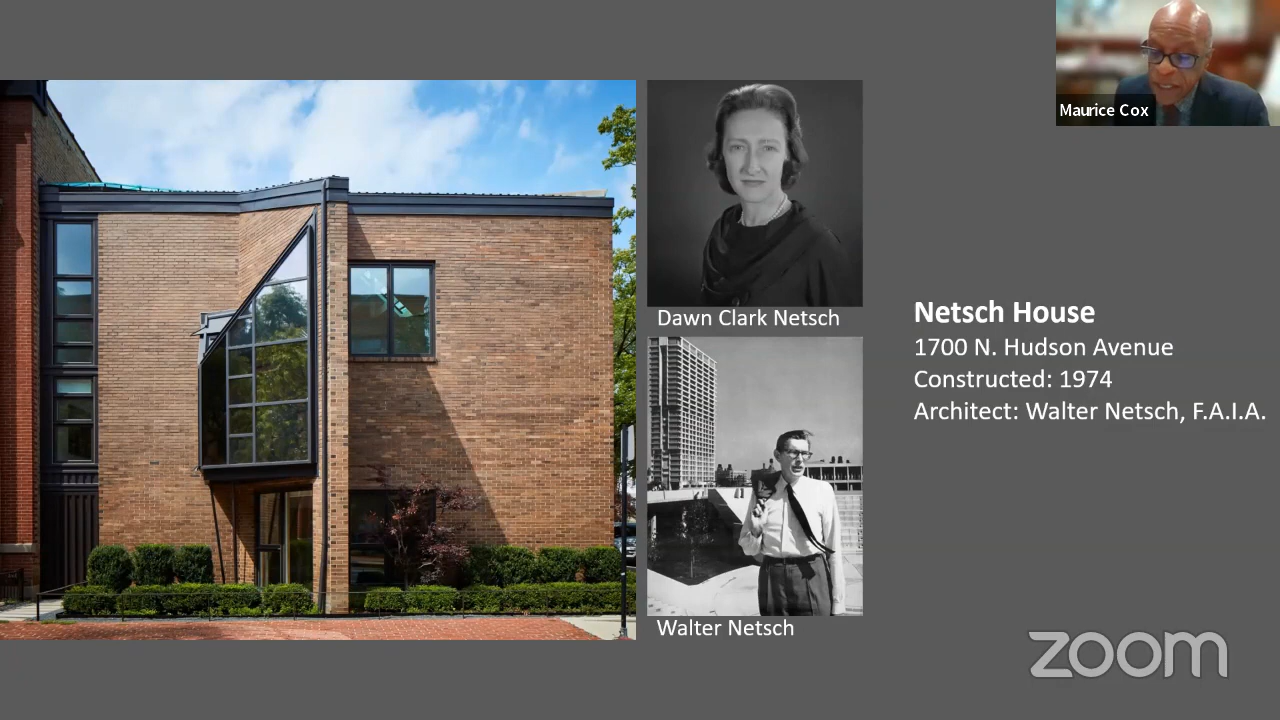 Maurice Cox
Dawn Clark Netsch
Netsch House
1700 N. Hudson Avenue
Constructed: 1974
Architect: Walter Netsch, F.A.I.A.
Walter Netsch
zoom